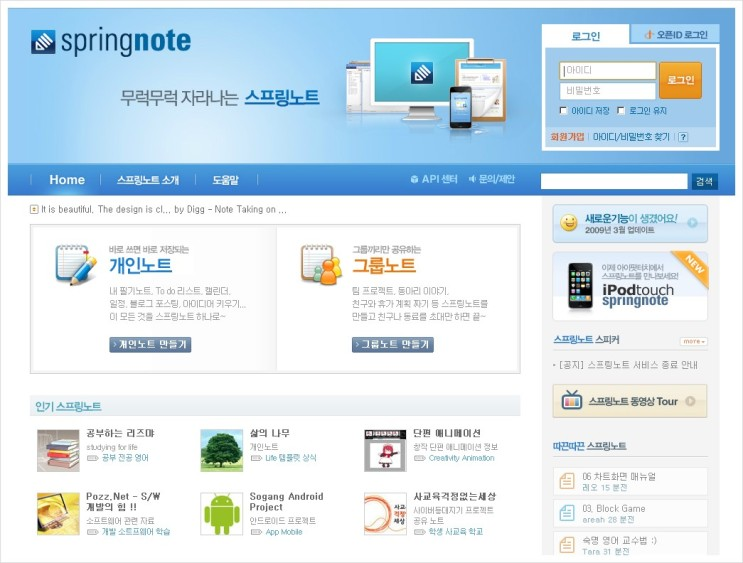 springnote
무럭무럭 자라나는 스프링노트
로그인
오픈ID 로그인
아이디
비밀번호
로그인
아이디 저장 로그인 유지
회원가입 | 아이디/비밀번호 찾기 | ?
Home
스프링노트 소개
도움말
API 센터
문의/제안
검색
It is beautiful, The design is cl... by Digg - Note Taking on ...
바로 쓰면 바로 저장되는
개인노트
내 필기노트, To do 리스트, 캘린더,
일정, 블로그 포스팅, 아이디어 키우기...
이 모든 것을 스프링노트 하나로~
개인노트 만들기
그룹끼리만 공유하는
그룹노트
팀 프로젝트, 동아리 이야기,
친구와 휴가 계획 짜기 등 스프링노트를
만들고 친구나 동료를 초대만 하면 끝~
그룹노트 만들기
새로운기능이 생겼어요!
2009년 3월 업데이트
NEW
이제 아이팟터치에서
스프링노트를 만나보세요!
iPodtouch
springnote
스프링노트 스피커
more
[공지] 스프링노트 서비스 종료 안내
스프링노트 동영상 Tour
따끈따끈 스프링노트
06 차트화면 매뉴얼
레오 15 분전
03. Block Game
areah 28 분전
숙명 영어 교수법 :)
Tara 31 분전
인기 스프링노트
공부하는 리즈먀
studying for life
공부 전공 영어
삶의 나무
개인노트
Life 템플릿 상식
단편 애니메이션
창작 단편 애니메이션 정보
Creativity Animation
Pozz,Net - S/W
개발의 힘 !!
소프트웨어 관련 자료
개발 소트프웨어 학습
Sogang Android
Project
안드로이드 프로젝트
App Mobile
사교육걱정없는세상
사이버등대지기 프로젝트
공유 노트
학생 사교육 학교